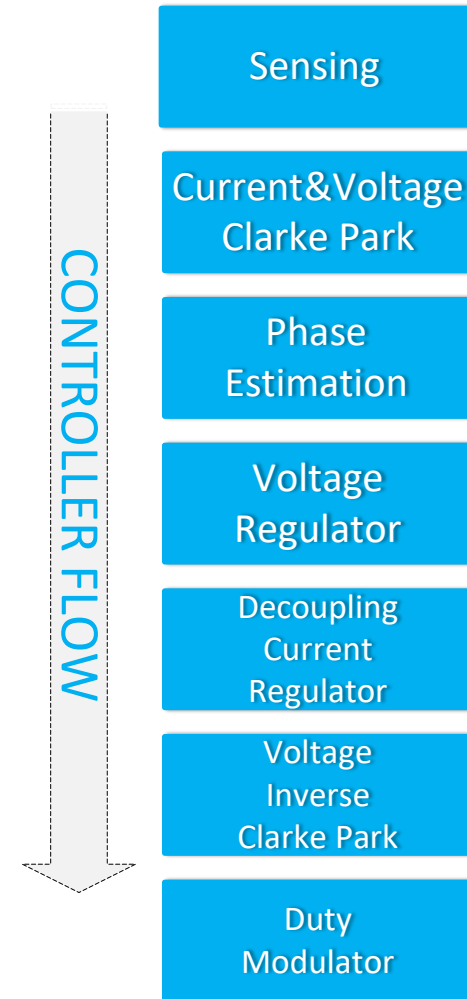 CONTROLLER FLOW
Sensing
Current&Voltage
Clarke Park
Phase
Estimation
Voltage
Regulator
Decoupling
Current
Regulator
Voltage
Inverse
Clarke Park
Duty
Modulator